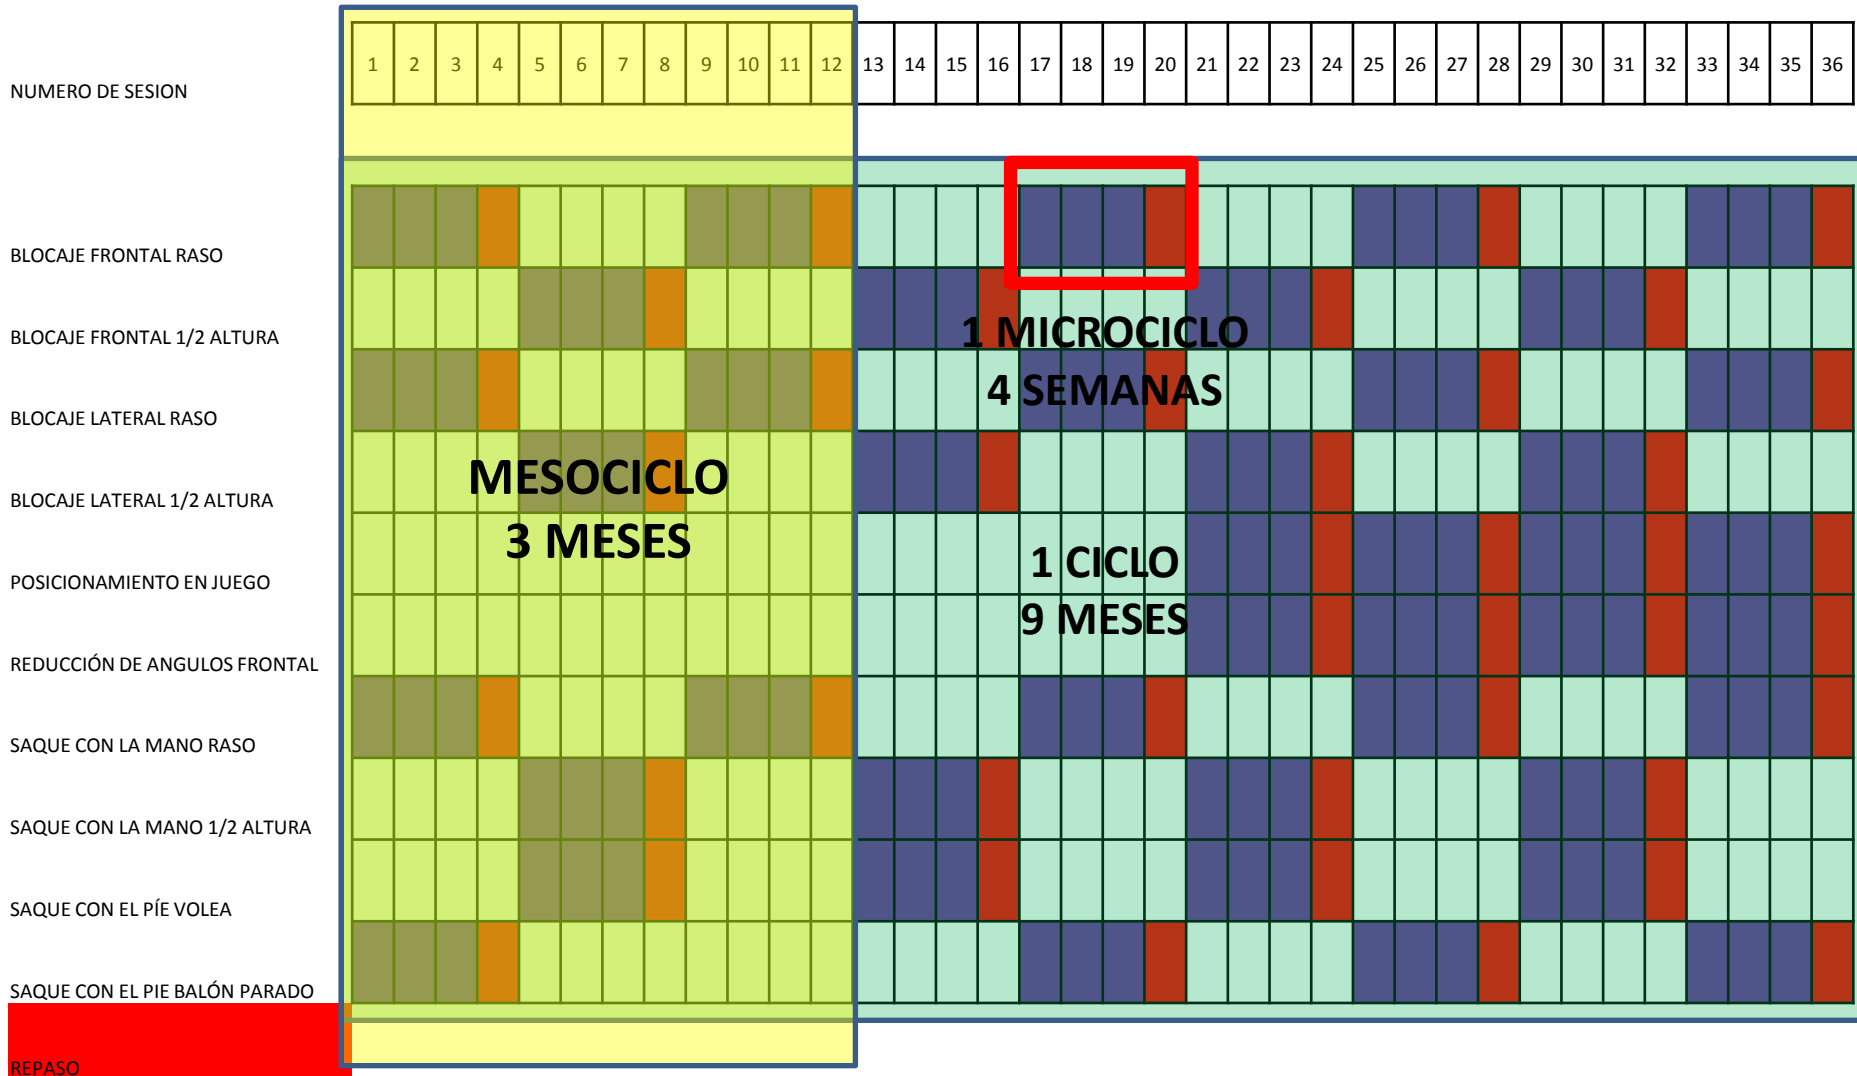 NUMERO DE SESION 1 2 3 4 5 6 7 8 9 10 11 12 13 14 15 16 17 18 19 20 21 22 23 24 25 26 27 28 29 30 31 32 33 34 35 36
BLOCAJE FRONTAL RASO
BLOCAJE FRONTAL 1/2 ALTURA
BLOCAJE LATERAL RASO
BLOCAJE LATERAL 1/2 ALTURA
POSICIONAMIENTO EN JUEGO
REDUCCIÓN DE ANGULOS FRONTAL
SAQUE CON LA MANO RASO
SAQUE CON LA MANO 1/2 ALTURA
SAQUE CON EL PÍE VOLEA
SAQUE CON EL PIE BALÓN PARADO
REPASO
MESOCICLO
3 MESES
1 MICROCICLO
4 SEMANAS
1 CICLO
9 MESES